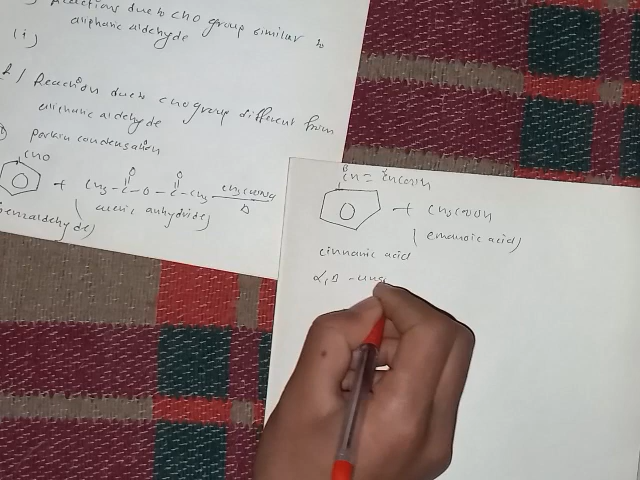 Reactions due to CHO group similar to
aliphatic aldehyde
(i)
2/ Reaction due to CHO group different from
aliphatic aldehyde
Perkin condensation
CHO
O O
+ CH3-C-O-C-CH3 CH3COONa
Δ
benzaldehyde) (acetic anhydride)
β
CH=CHCOOH
+ CH3COOH
(emanoic acid)
cinnamic acid
α,β-uns